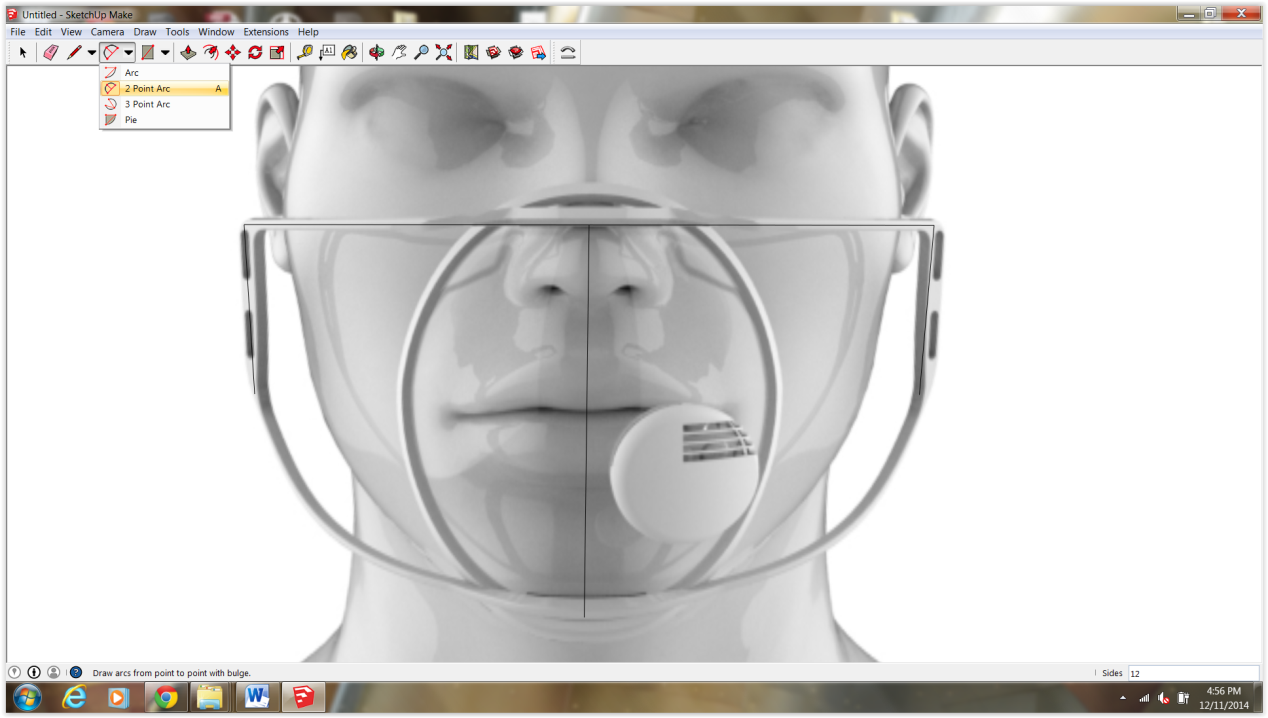 Untitled - SketchUp Make
File Edit View Camera Draw Tools Window Extensions Help
A1
Arc
2 Point Arc A
3 Point Arc
Pie
Draw arcs from point to point with bulge.
Sides 12
4:56 PM
12/11/2014